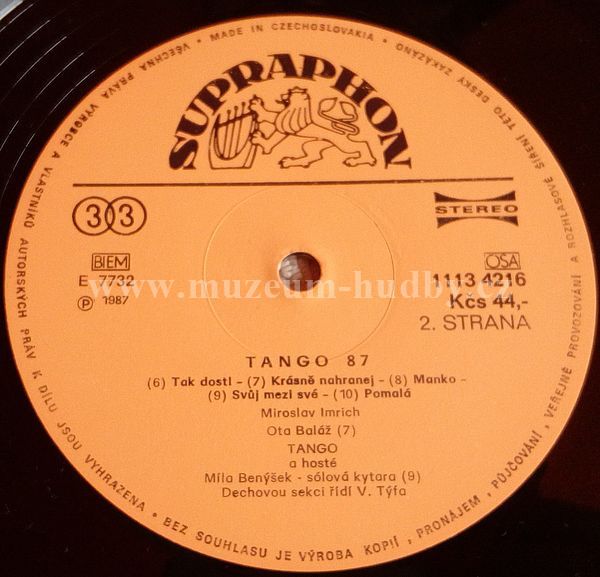 VŠECHNA PRÁVA VÝROBCE A VLASTNÍKŮ AUTORSKÝCH PRÁV K DÍLU JSOU VYHRAZENA • BEZ SOUHLASU JE VÝROBA KOPIÍ, PRONÁJEM, PŮJČOVÁNÍ, VEŘEJNÉ PROVOZOVÁNÍ A ROZHLASOVÉ ŠÍŘENÍ TÉTO DESKY ZAKÁZÁNO • MADE IN CZECHOSLOVAKIA •
SUPRAPHON
33
STEREO
BIEM
OSA
E 7732
1113 4216
www.muzeum-hudby.cz
Ⓟ 1987
Kčs 44,-
2. STRANA
TANGO 87
(6) Tak dostl - (7) Krásně nahranej - (8) Manko -
(9) Svůj mezi své - (10) Pomalá
Miroslav Imrich
Ota Baláž (7)
TANGO
a hosté
Míla Benýšek - sólová kytara (9)
Dechovou sekci řídí V. Týfa